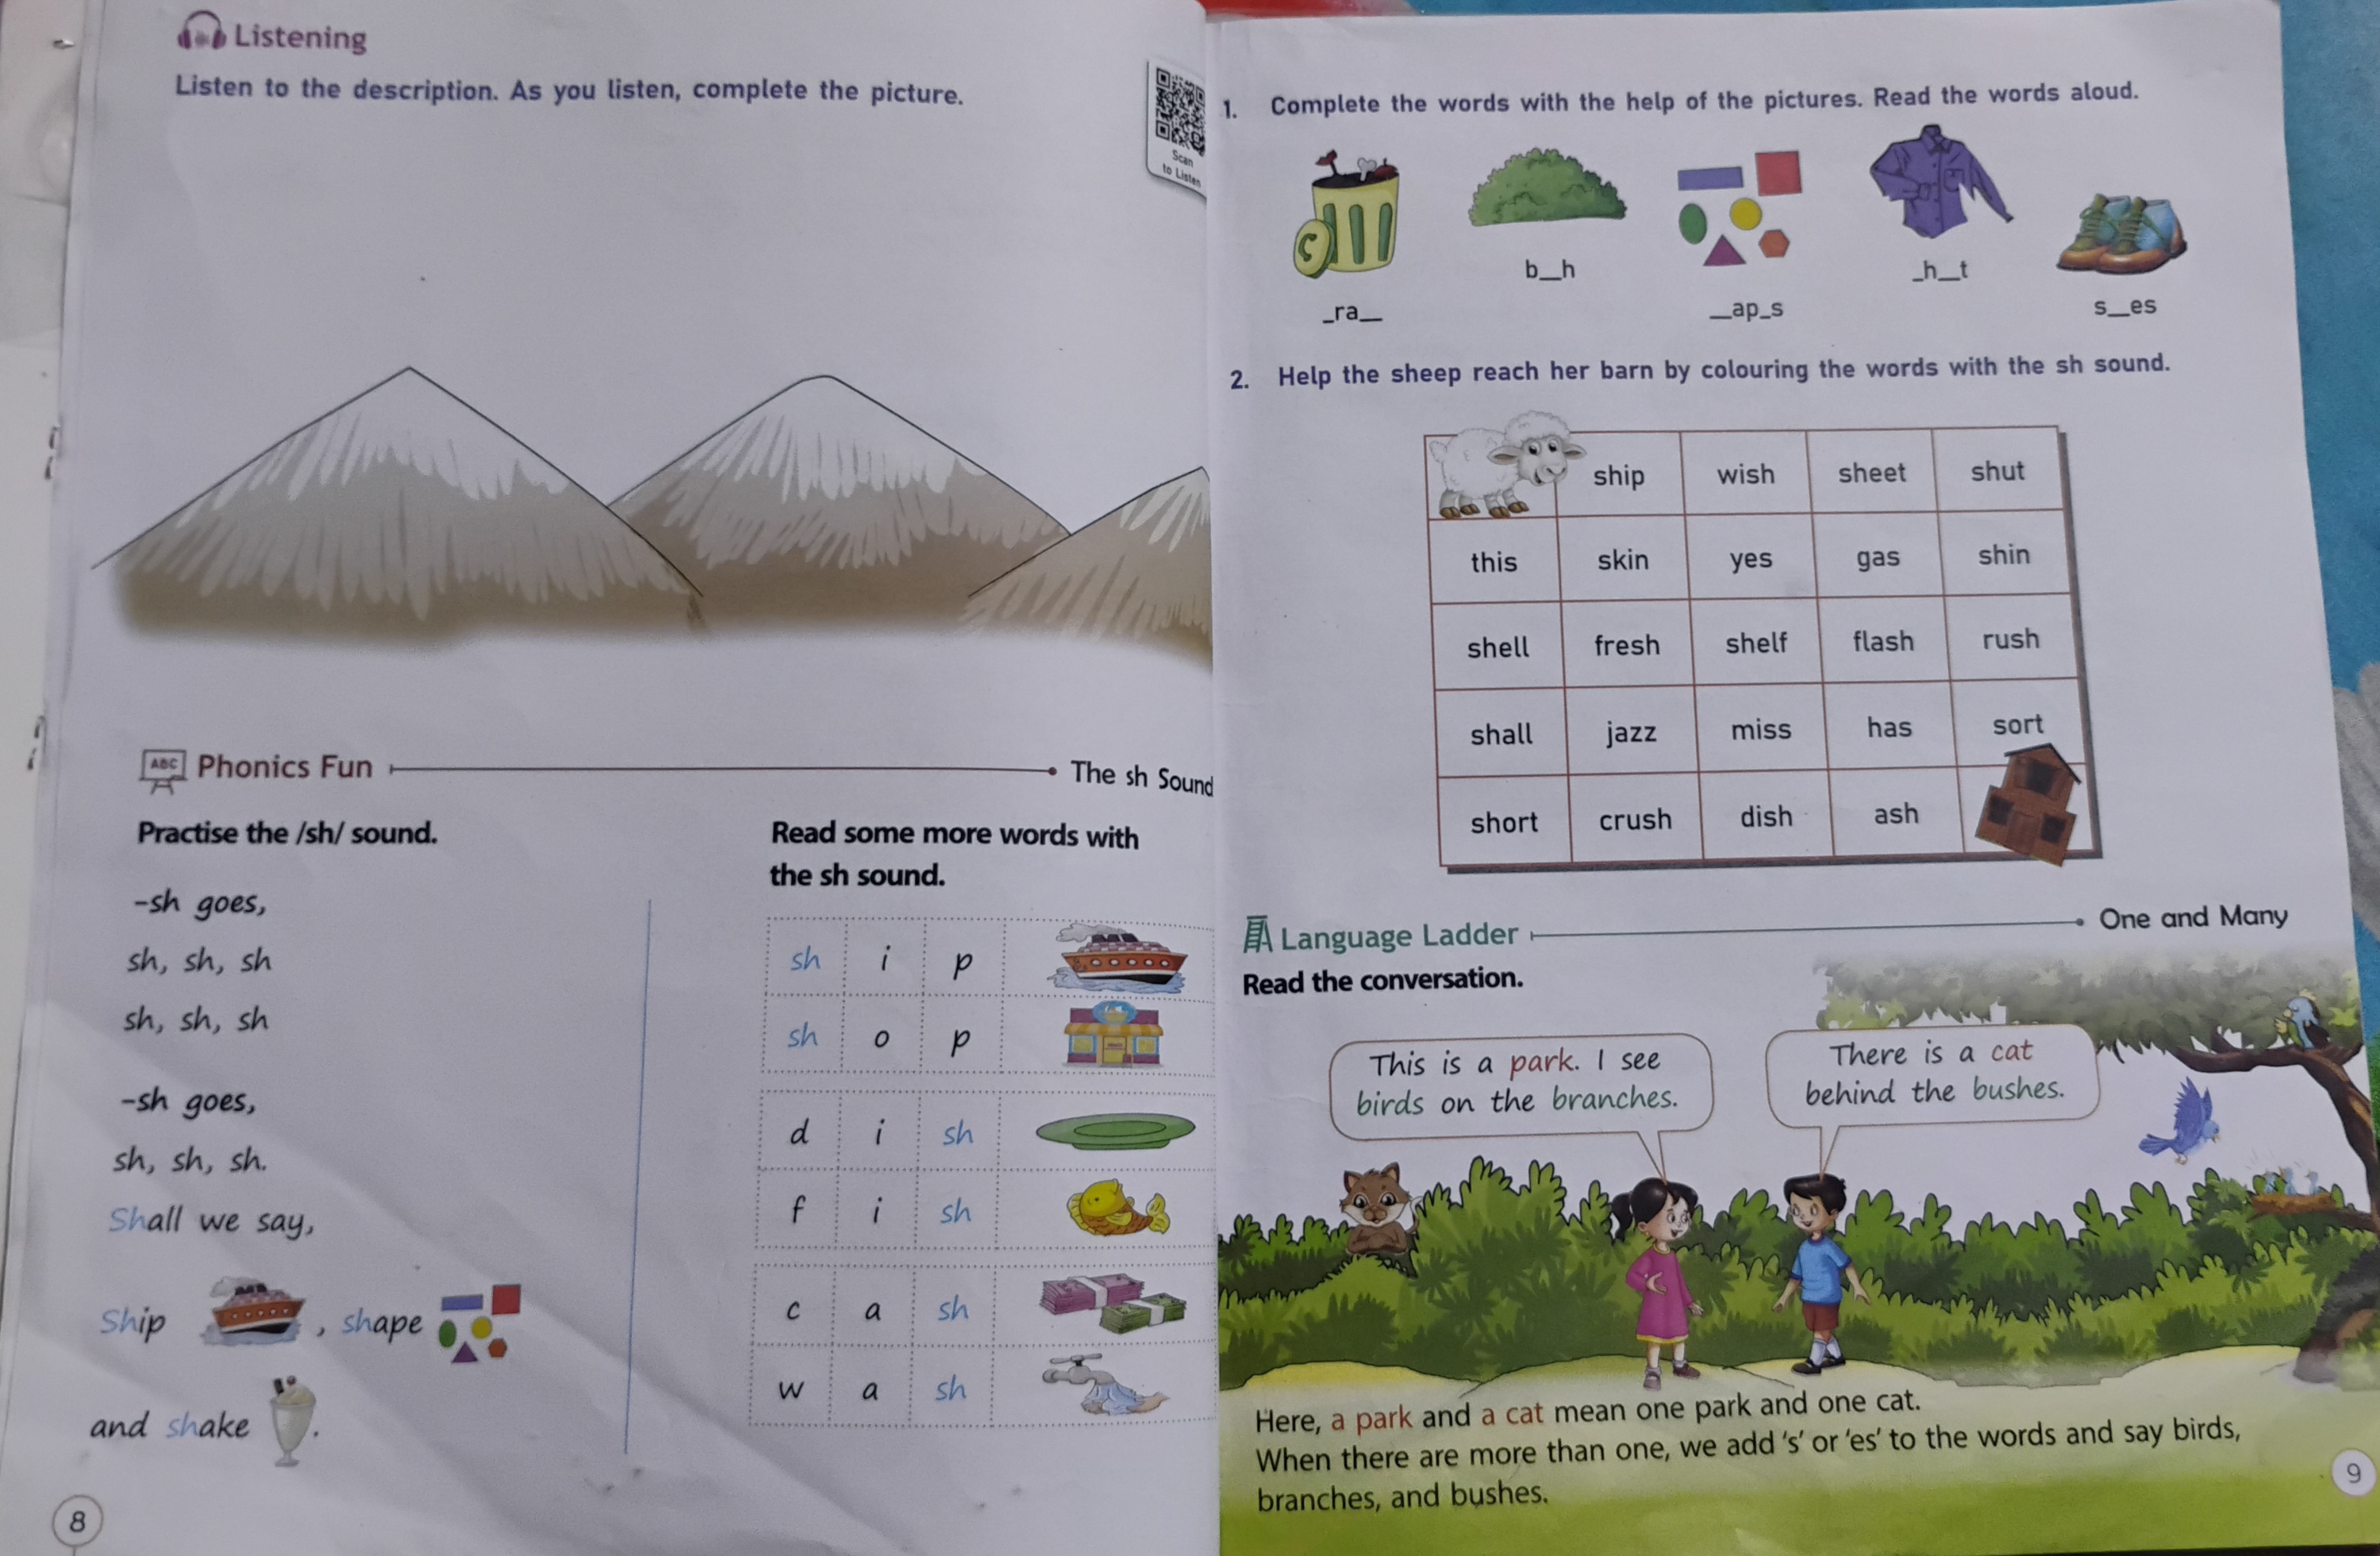 Listening
Listen to the description. As you listen, complete the picture.
Scan
to Listen
ABC Phonics Fun
The sh Sound
Practise the /sh/ sound.
-sh goes,
sh, sh, sh
sh, sh, sh
-sh goes,
sh, sh, sh.
Shall we say,
Ship , shape
and shake .
Read some more words with
the sh sound.
sh i p
sh o p
d i sh
f i sh
c a sh
w a sh
8
1. Complete the words with the help of the pictures. Read the words aloud.
_ra__
b__h
__ap_s
_h__t
s__es
2. Help the sheep reach her barn by colouring the words with the sh sound.
ship wish sheet shut
this skin yes gas shin
shell fresh shelf flash rush
shall jazz miss has sort
short crush dish ash
Language Ladder
One and Many
Read the conversation.
This is a park. I see
birds on the branches.
There is a cat
behind the bushes.
Here, a park and a cat mean one park and one cat.
When there are more than one, we add 's' or 'es' to the words and say birds,
branches, and bushes.
9